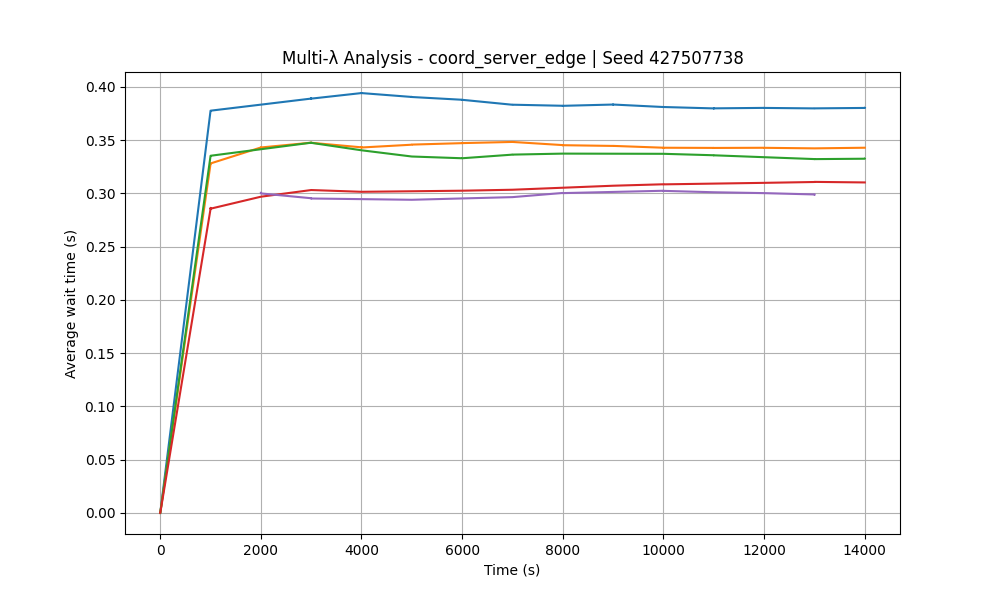 Multi-λ Analysis - coord_server_edge | Seed 427507738
Average wait time (s)
0.40
0.35
0.30
0.25
0.20
0.15
0.10
0.05
0.00
0 2000 4000 6000 8000 10000 12000 14000
Time (s)